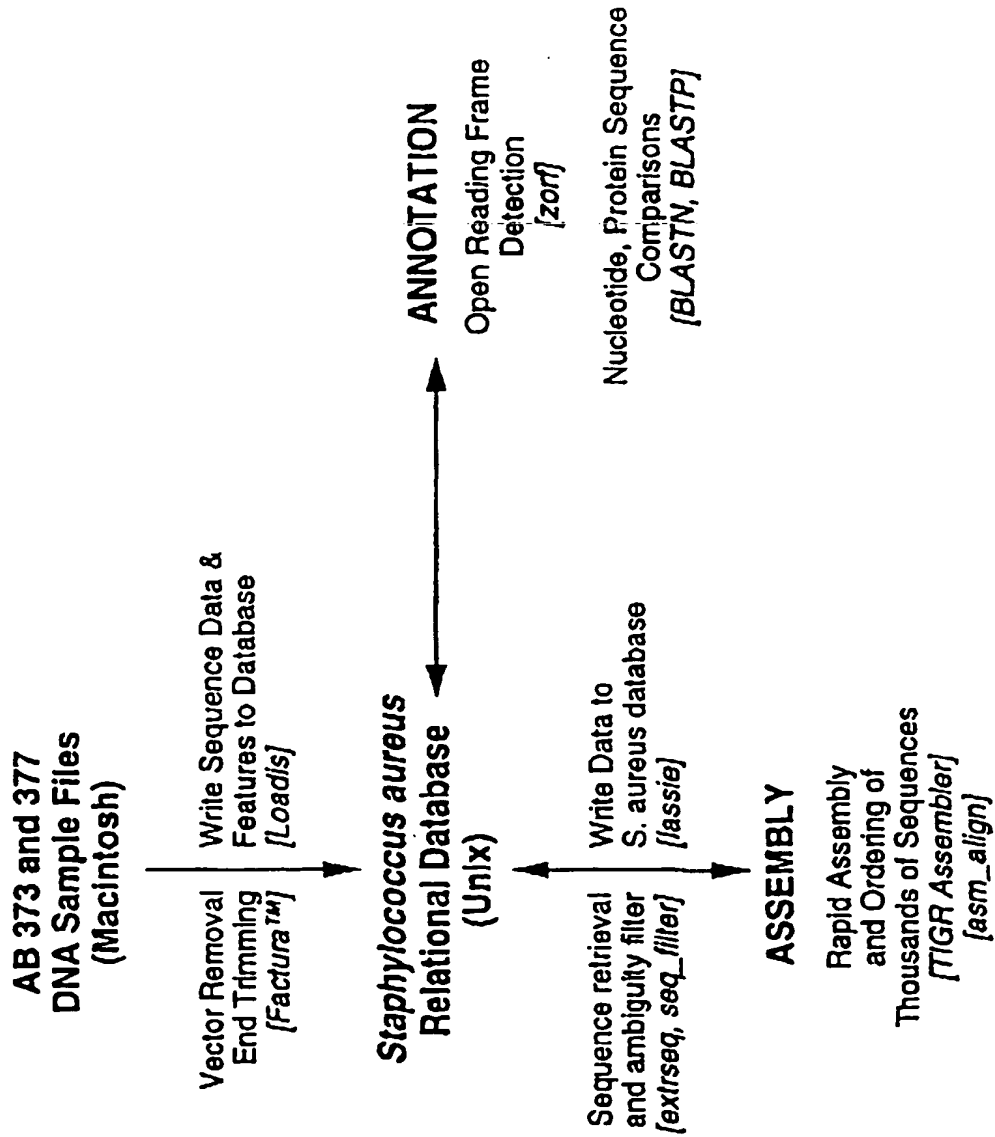 AB 373 and 377
DNA Sample Files
(Macintosh)
Vector Removal
End Trimming
[Factura™]
Write Sequence Data &
Features to Database
[Loadis]
Staphylococcus aureus
Relational Database
(Unix)
ANNOTATION
Open Reading Frame
Detection
[zorf]
Nucleotide, Protein Sequence
Comparisons
[BLASTN, BLASTP]
Sequence retrieval
and ambiguity filter
[extrseq, seq_filter]
Write Data to
S. aureus database
[lassie]
ASSEMBLY
Rapid Assembly
and Ordering of
Thousands of Sequences
[TIGR Assembler]
[asm_align]